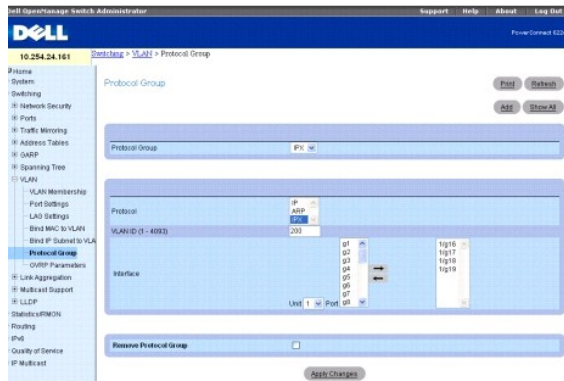 Dell OpenManage Switch Administrator
Support Help About Log Out
DELL
10.254.24.161
Switching > VLAN > Protocol Group
Home
System
Switching
Network Security
Ports
Traffic Mirroring
Address Tables
GARP
Spanning Tree
VLAN
VLAN Membership
Port Settings
LAG Settings
Bind MAC to VLAN
Bind IP Subnet to VLA
Protocol Group
GVRP Parameters
Link Aggregation
Multicast Support
LLDP
Statistics/RMON
Routing
IPv6
Quality of Service
IP Multicast
Protocol Group
Print Refresh
Add Show All
Protocol Group IPX
Protocol
IP
ARP
IPX
VLAN ID (1 - 4093) 200
Interface
g1
g2
g3
g4
g5
g6
g7
Unit 1 Port g8
1/g16
1/g17
1/g18
1/g19
Remove Protocol Group
Apply Changes